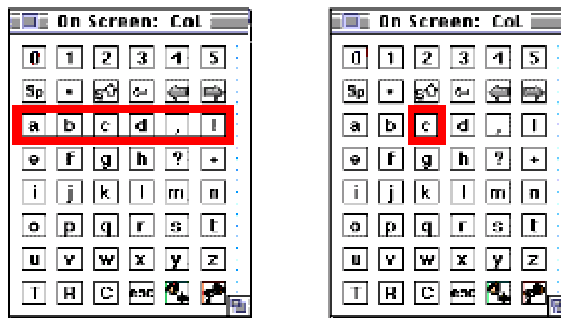 On Screen: Col
0 1 2 3 4 5
Sp
a b c d , !
e f g h ?
i j k l m n
o p q r s t
u v w x y z
T R C esc
On Screen: Col
0 1 2 3 4 5
Sp
a b c d , !
e f g h ?
i j k l m n
o p q r s t
u v w x y z
T R C esc